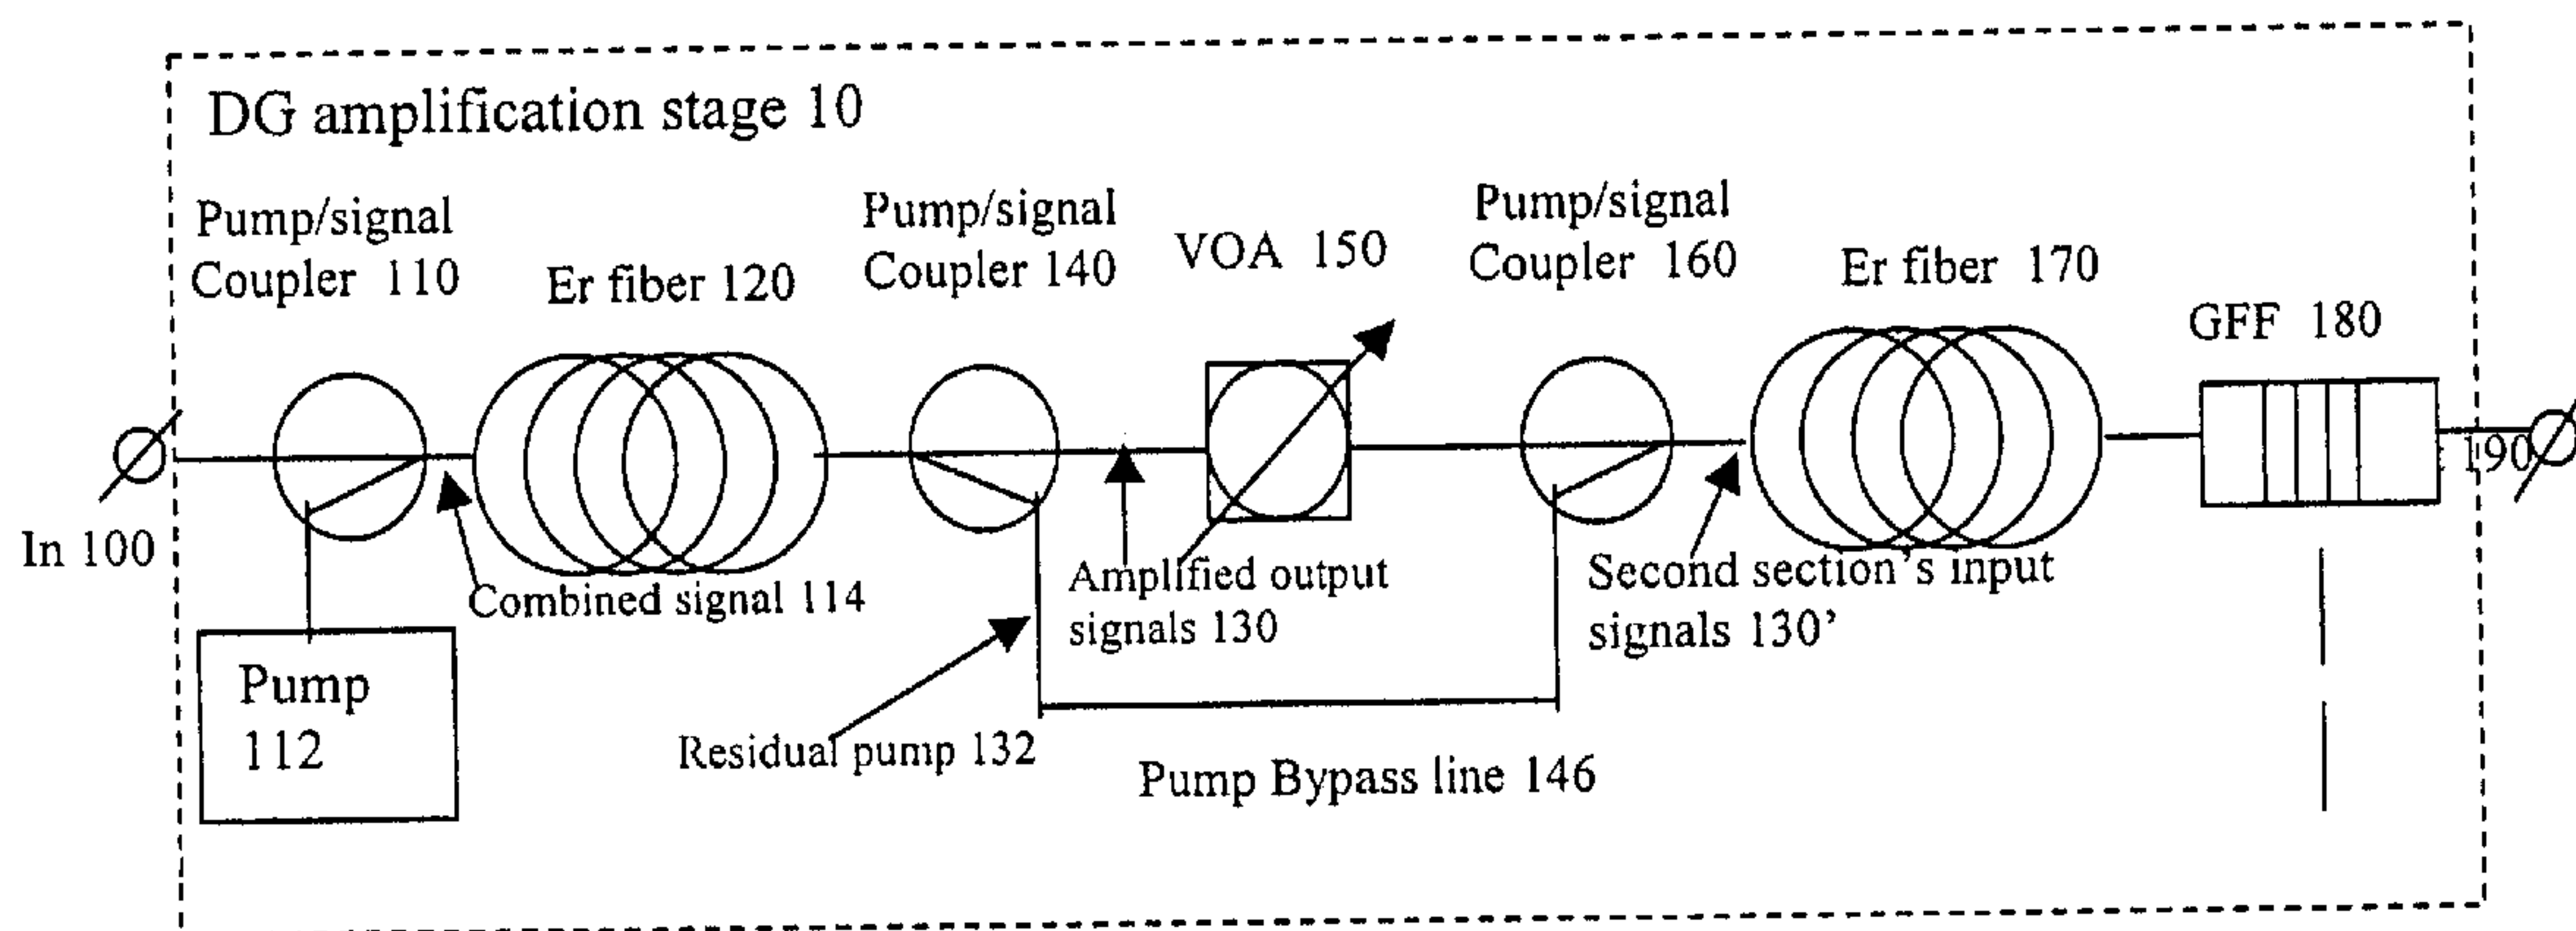 DG amplification stage 10
Pump/signal
Coupler 110
Er fiber 120
Pump/signal
Coupler 140
VOA 150
Pump/signal
Coupler 160
Er fiber 170
GFF 180
190
In 100
Combined signal 114
Amplified output
signals 130
Second section's input
signals 130'
Pump
112
Residual pump 132
Pump Bypass line 146